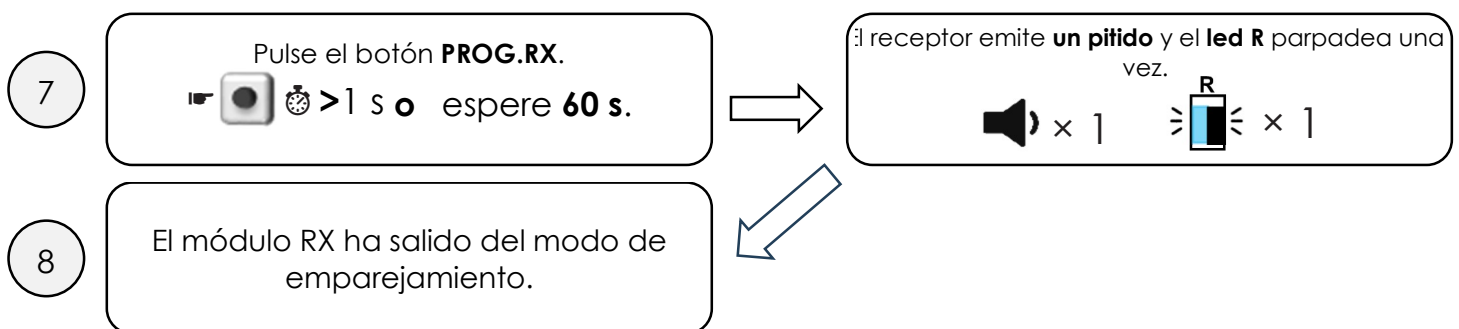 7
Pulse el botón PROG.RX.
>1 s o espere 60 s.
El receptor emite un pitido y el led R parpadea una
vez.
R
× 1 × 1
8
El módulo RX ha salido del modo de
emparejamiento.